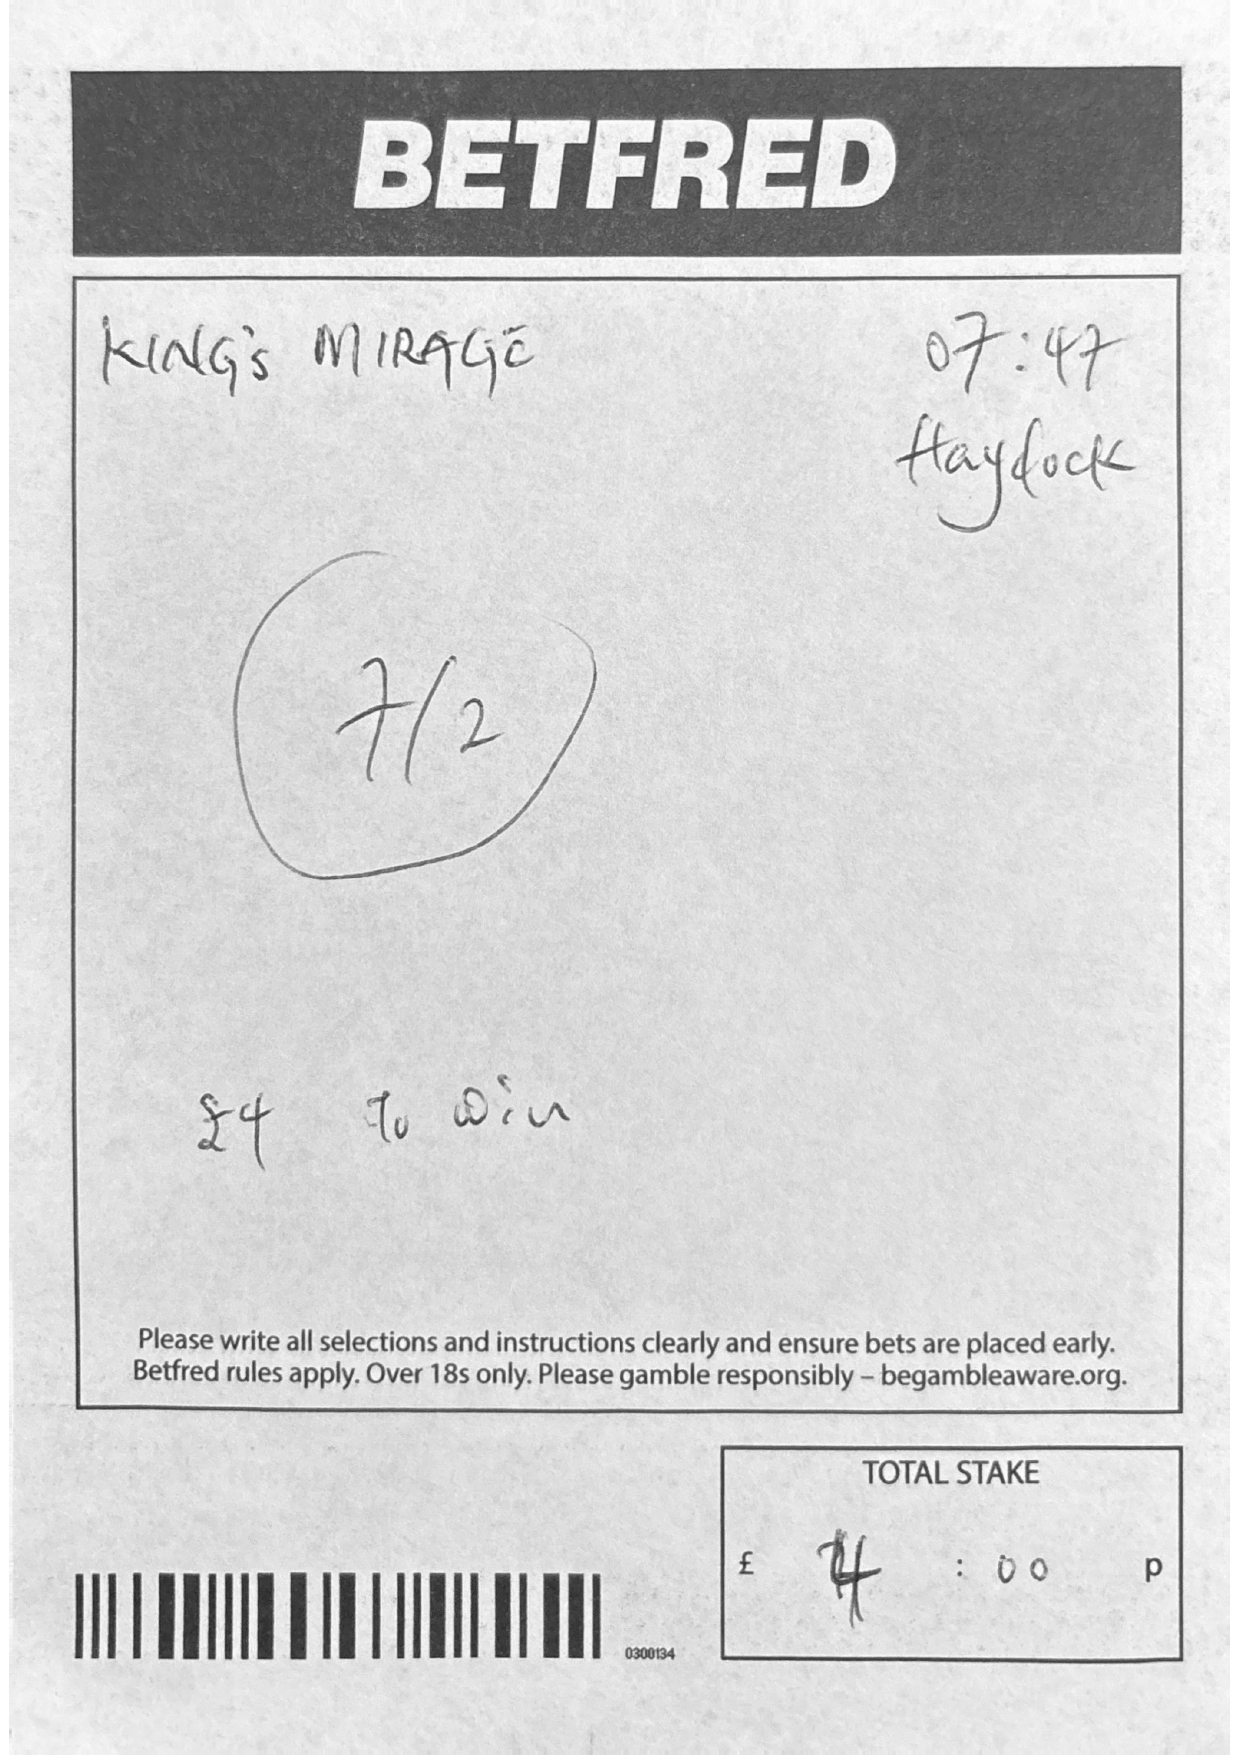 BETFRED
KING'S MIRAGE 07:47
Haydock
7/2
£4 to win
Please write all selections and instructions clearly and ensure bets are placed early.
Betfred rules apply. Over 18s only. Please gamble responsibly – begambleaware.org.
TOTAL STAKE
£ 4 : 00 p
0300134